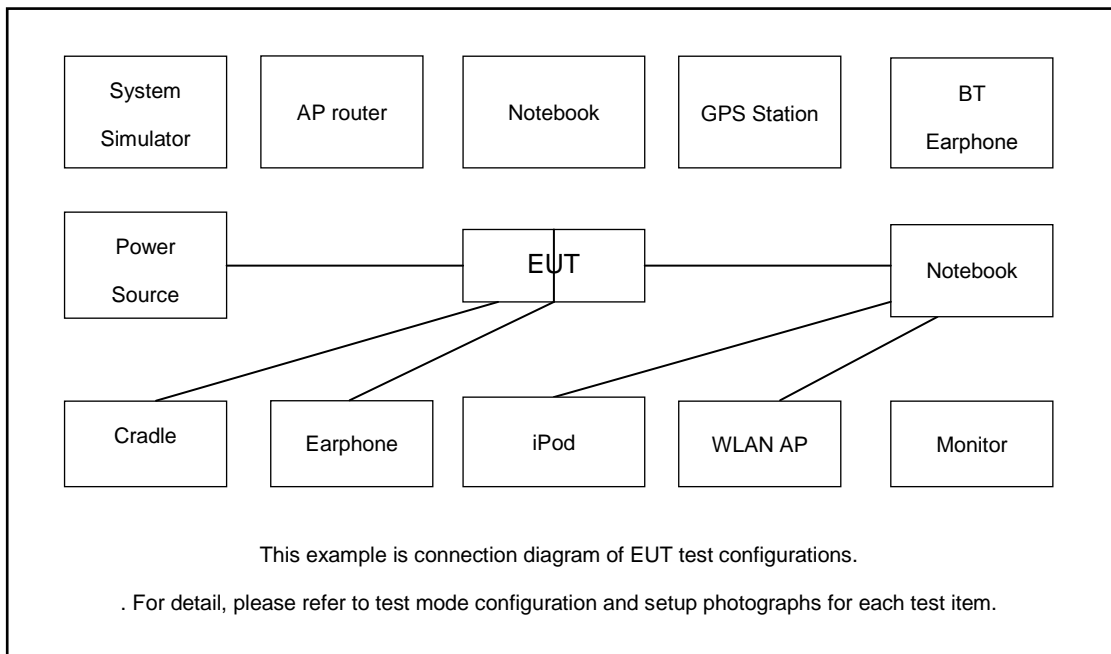 System
Simulator
AP router
Notebook
GPS Station
BT
Earphone
Power
Source
EUT
Notebook
Cradle
Earphone
iPod
WLAN AP
Monitor
This example is connection diagram of EUT test configurations.
. For detail, please refer to test mode configuration and setup photographs for each test item.